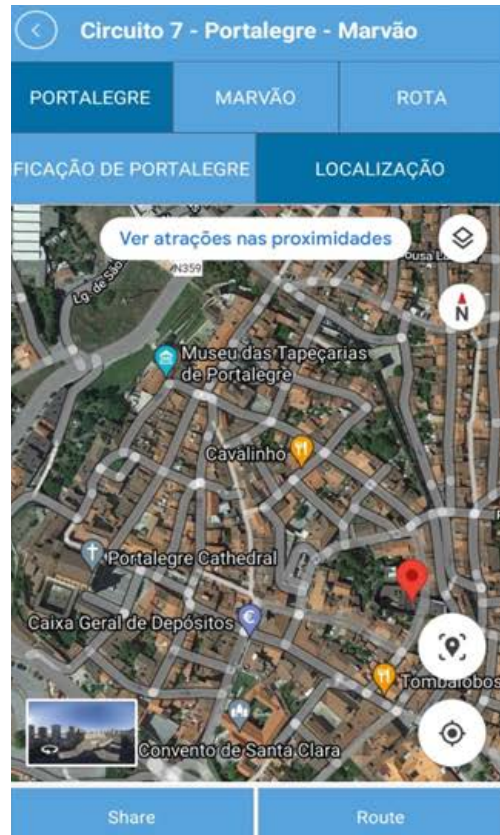 Circuito 7 - Portalegre - Marvão
PORTALEGRE
MARVÃO
ROTA
FICAÇÃO DE PORTALEGRE
LOCALIZAÇÃO
Ver atrações nas proximidades
N359
N
Museu das Tapeçarias
de Portalegre
Cavalinho
Portalegre Cathedral
Caixa Geral de Depósitos
Tombalobos
Convento de Santa Clara
Share
Route